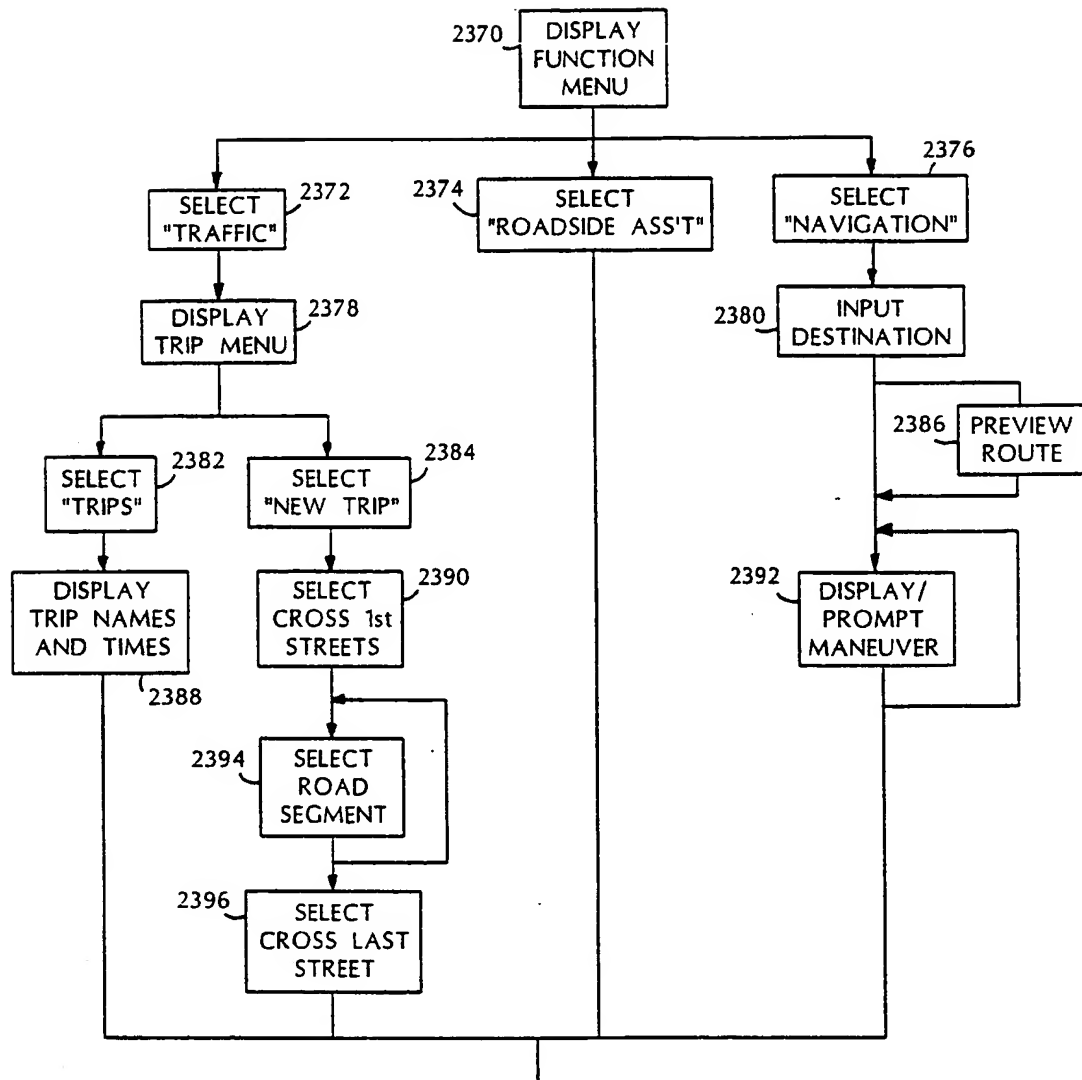 2370
DISPLAY
FUNCTION
MENU
2372
SELECT
"TRAFFIC"
2374
SELECT
"ROADSIDE ASS'T"
2376
SELECT
"NAVIGATION"
2378
DISPLAY
TRIP MENU
2380
INPUT
DESTINATION
2386
PREVIEW
ROUTE
2382
SELECT
"TRIPS"
2384
SELECT
"NEW TRIP"
DISPLAY
TRIP NAMES
AND TIMES
2388
2390
SELECT
CROSS 1st
STREETS
2392
DISPLAY/
PROMPT
MANEUVER
2394
SELECT
ROAD
SEGMENT
2396
SELECT
CROSS LAST
STREET